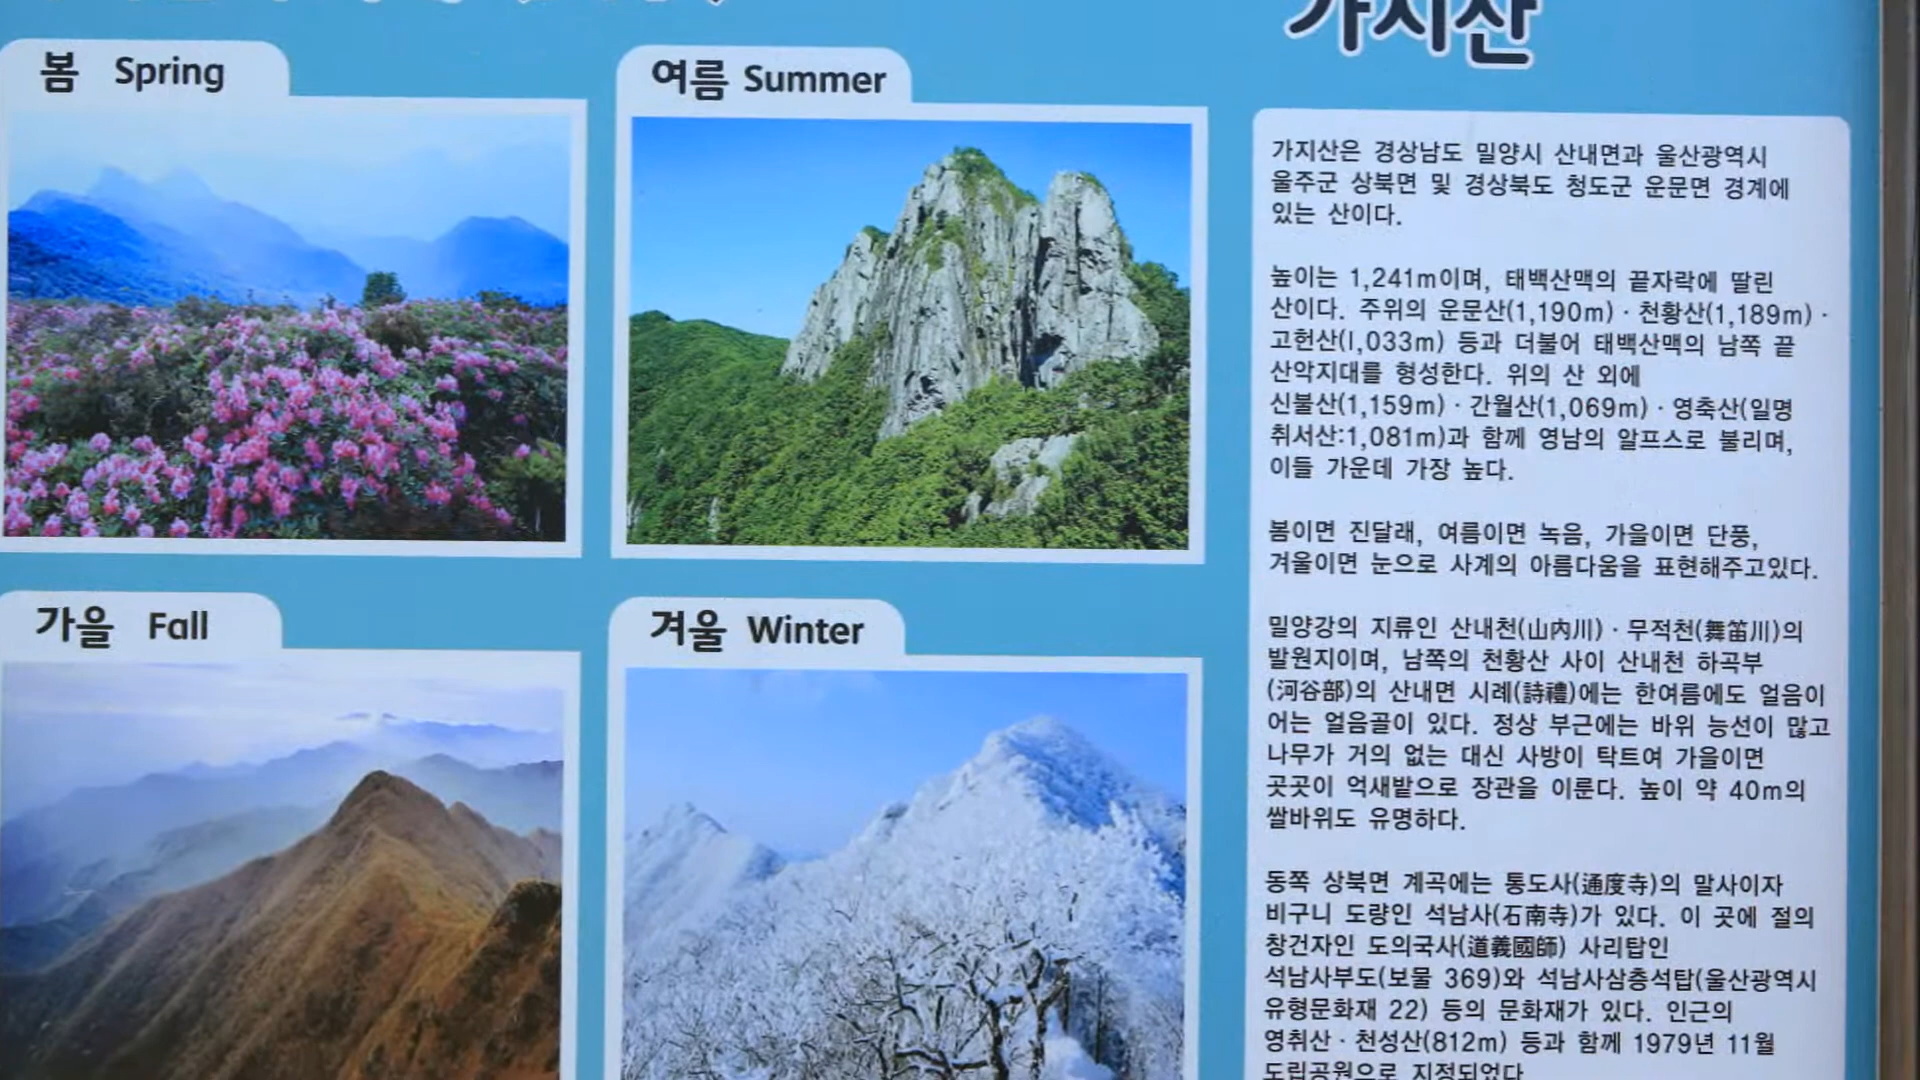 봄 Spring
여름 Summer
가을 Fall
겨울 Winter
가지산
가지산은 경상남도 밀양시 산내면과 울산광역시
울주군 상북면 및 경상북도 청도군 운문면 경계에
있는 산이다.
높이는 1,241m이며, 태백산맥의 끝자락에 딸린
산이다. 주위의 운문산(1,190m) · 천황산(1,189m) ·
고헌산(1,033m) 등과 더불어 태백산맥의 남쪽 끝
산악지대를 형성한다. 위의 산 외에
신불산(1,159m) · 간월산(1,069m) · 영축산(일명
취서산:1,081m)과 함께 영남의 알프스로 불리며,
이들 가운데 가장 높다.
봄이면 진달래, 여름이면 녹음, 가을이면 단풍,
겨울이면 눈으로 사계의 아름다움을 표현해주고있다.
밀양강의 지류인 산내천(山內川) · 무적천(舞笛川)의
발원지이며, 남쪽의 천황산 사이 산내천 하곡부
(河谷部)의 산내면 시례(詩禮)에는 한여름에도 얼음이
어는 얼음골이 있다. 정상 부근에는 바위 능선이 많고
나무가 거의 없는 대신 사방이 탁트여 가을이면
곳곳이 억새밭으로 장관을 이룬다. 높이 약 40m의
쌀바위도 유명하다.
동쪽 상북면 계곡에는 통도사(通度寺)의 말사이자
비구니 도량인 석남사(石南寺)가 있다. 이 곳에 절의
창건자인 도의국사(道義國師) 사리탑인
석남사부도(보물 369)와 석남사삼층석탑(울산광역시
유형문화재 22) 등의 문화재가 있다. 인근의
영취산 · 천성산(812m) 등과 함께 1979년 11월
도립공원으로 지정되었다